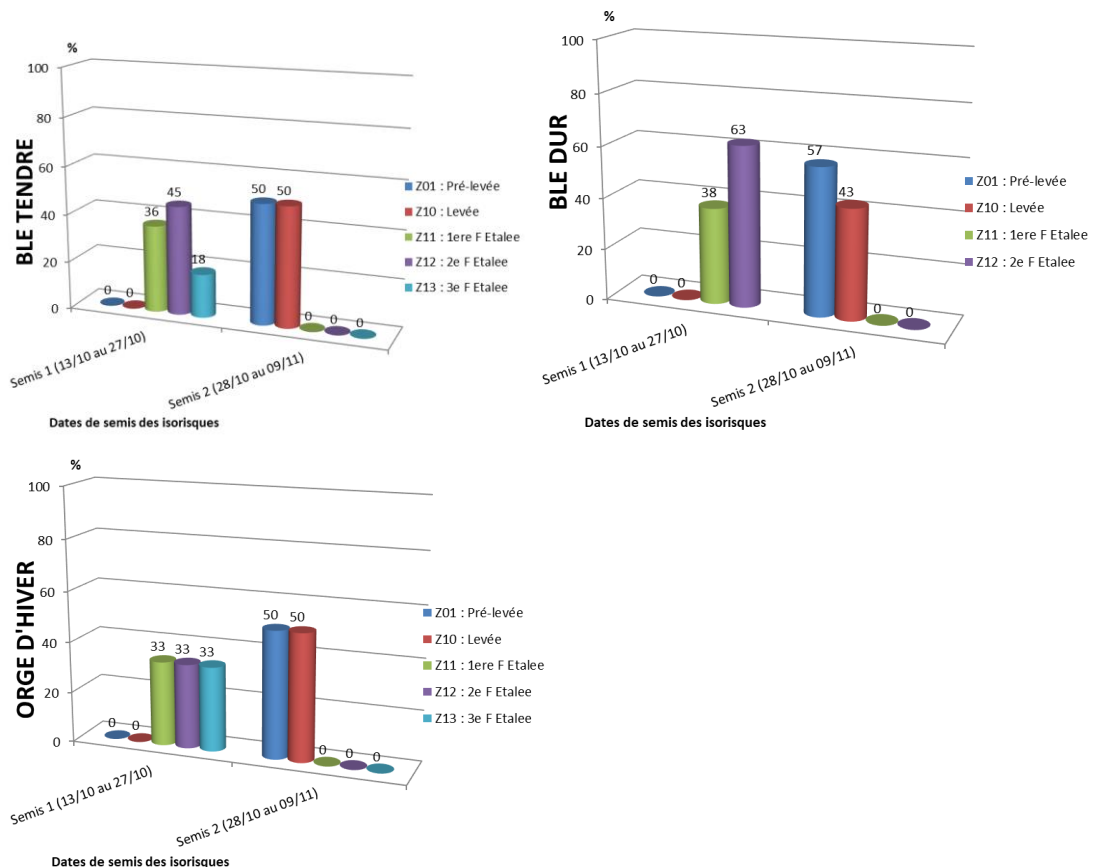 %
100
80
60
40
20
0
BLE TENDRE
0
0
36
45
18
50
50
0
0
0
Semis 1 (13/10 au 27/10)
Semis 2 (28/10 au 09/11)
Dates de semis des isorisques
Z01 : Pré-levée
Z10 : Levée
Z11 : 1ere F Etalee
Z12 : 2e F Etalee
Z13 : 3e F Etalee
%
100
80
60
40
20
0
BLE DUR
0
0
38
63
57
43
0
0
Semis 1 (13/10 au 27/10)
Semis 2 (28/10 au 09/11)
Dates de semis des isorisques
Z01 : Pré-levée
Z10 : Levée
Z11 : 1ere F Etalee
Z12 : 2e F Etalee
%
100
80
60
40
20
0
ORGE D'HIVER
0
0
33
33
33
50
50
0
0
0
Semis 1 (13/10 au 27/10)
Semis 2 (28/10 au 09/11)
Dates de semis des isorisques
Z01 : Pré-levée
Z10 : Levée
Z11 : 1ere F Etalee
Z12 : 2e F Etalee
Z13 : 3e F Etalee